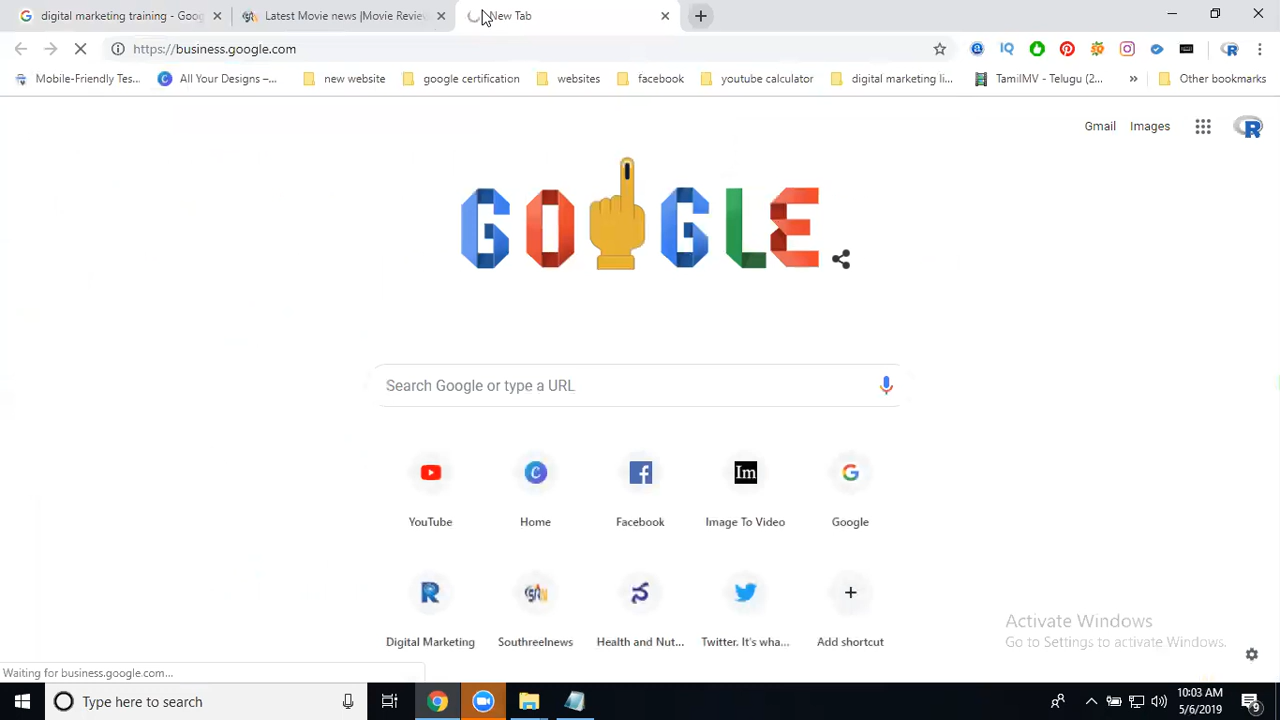 digital marketing training - Goog
Latest Movie news |Movie Review
New Tab
https://business.google.com
Mobile-Friendly Tes...
All Your Designs –...
new website
google certification
websites
facebook
youtube calculator
digital marketing li...
TamilMV - Telugu (2...
»
Other bookmarks
Gmail
Images
GOGLE
Search Google or type a URL
YouTube
Home
Facebook
Im
Image To Video
Google
Digital Marketing
Southreelnews
Health and Nut...
Twitter. It's wha...
Add shortcut
Activate Windows
Go to Settings to activate Windows.
Waiting for business.google.com...
Type here to search
10:03 AM
5/6/2019
9